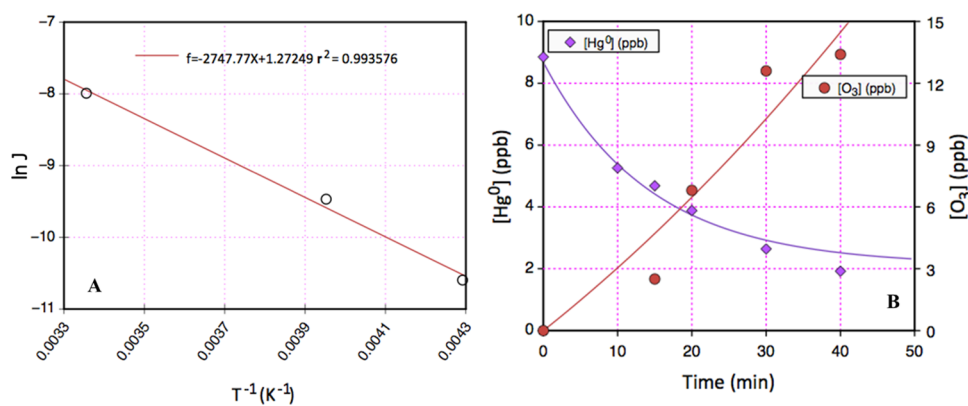 −7
−8
−9
−10
−11
ln J
f=-2747.77X+1.27249 r² = 0.993576
A
0.0033
0.0035
0.0037
0.0039
0.0041
0.0043
T⁻¹ (K⁻¹)
10
8
6
4
2
0
[Hg⁰] (ppb)
[Hg⁰] (ppb)
[O₃] (ppb)
B
15
13
9
6
3
0
[O₃] (ppb)
0 10 20 30 40 50
Time (min)